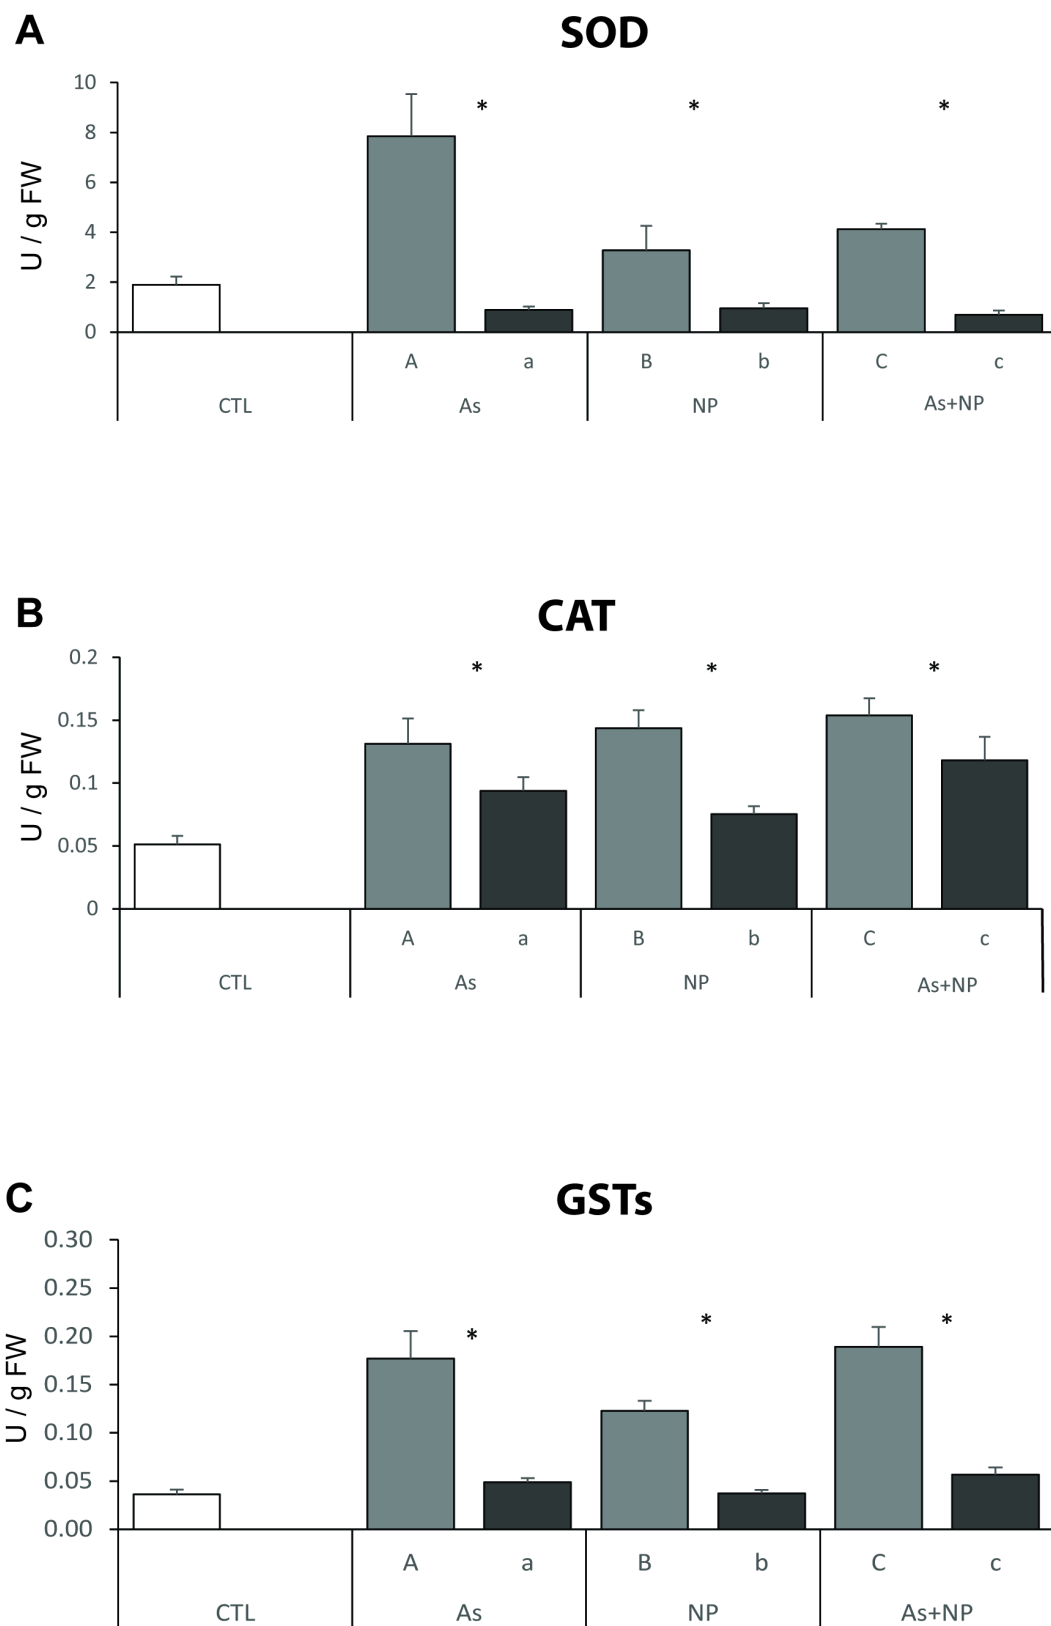 A
SOD
10
*
*
*
8
6
4
2
0
U / g FW
A
a
B
b
C
c
CTL
As
NP
As+NP
B
CAT
0.2
*
*
*
0.15
0.1
0.05
0
U / g FW
A
a
B
b
C
c
CTL
As
NP
As+NP
C
GSTs
0.30
0.25
*
*
*
0.20
0.15
0.10
0.05
0.00
U / g FW
A
a
B
b
C
c
CTL
As
NP
As+NP